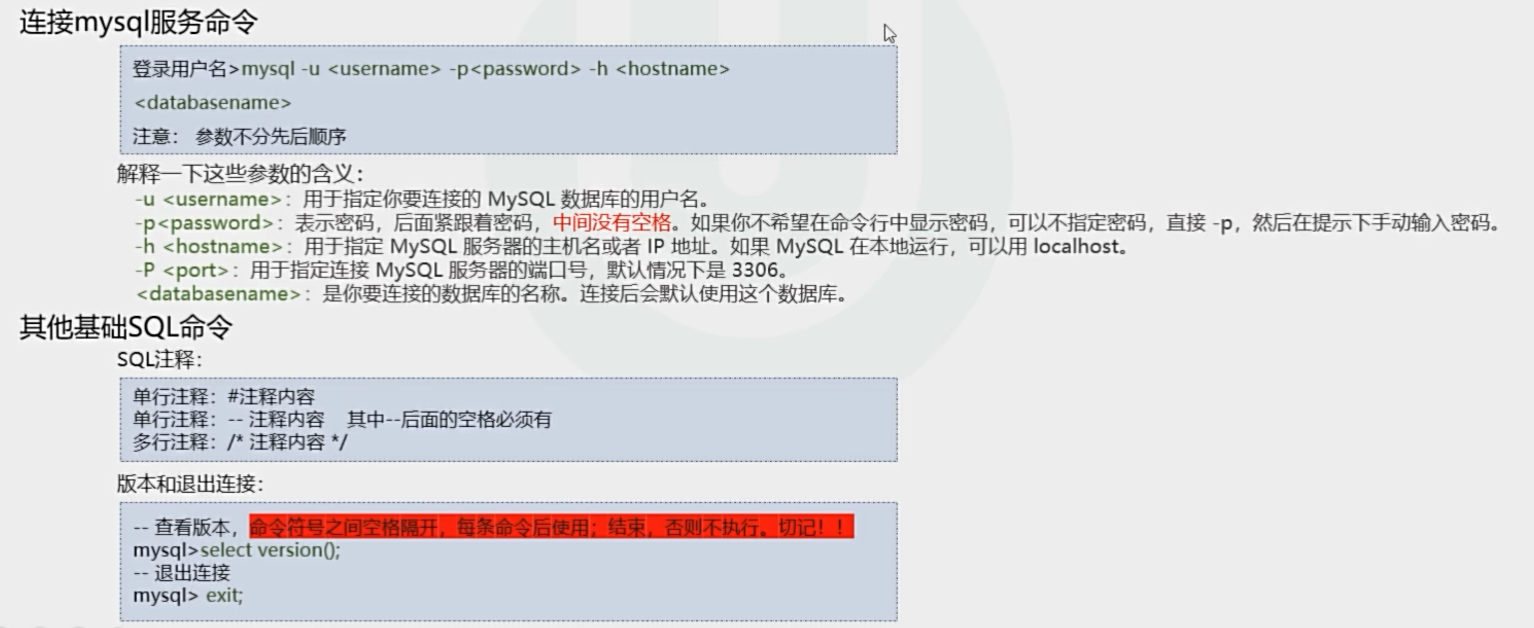 连接mysql服务命令
登录用户名>mysql -u <username> -p<password> -h <hostname>
<databasename>
注意： 参数不分先后顺序
解释一下这些参数的含义：
-u <username>：用于指定你要连接的 MySQL 数据库的用户名。
-p<password>：表示密码，后面紧跟着密码，中间没有空格。如果你不希望在命令行中显示密码，可以不指定密码，直接 -p，然后在提示下手动输入密码。
-h <hostname>：用于指定 MySQL 服务器的主机名或者 IP 地址。如果 MySQL 在本地运行，可以用 localhost。
-P <port>：用于指定连接 MySQL 服务器的端口号，默认情况下是 3306。
<databasename>：是你要连接的数据库的名称。连接后会默认使用这个数据库。
其他基础SQL命令
SQL注释：
单行注释：#注释内容
单行注释：-- 注释内容 其中--后面的空格必须有
多行注释：/* 注释内容 */
版本和退出连接：
-- 查看版本，命令符号之间空格隔开，每条命令后使用；结束，否则不执行。切记！！
mysql>select version();
-- 退出连接
mysql> exit;